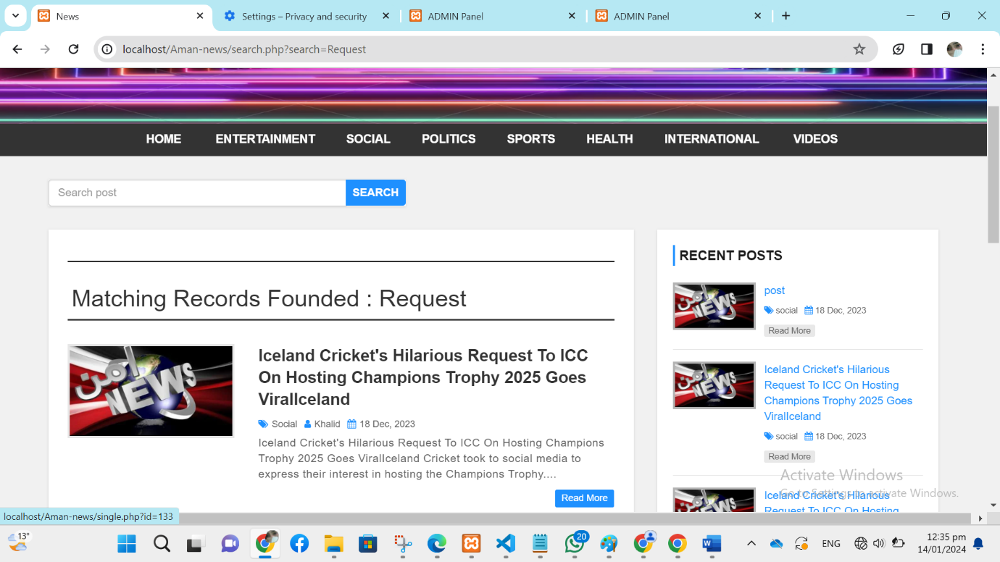 News
Settings – Privacy and security
ADMIN Panel
ADMIN Panel
localhost/Aman-news/search.php?search=Request
HOME ENTERTAINMENT SOCIAL POLITICS SPORTS HEALTH INTERNATIONAL VIDEOS
Search post
SEARCH
Matching Records Founded : Request
امن
NEWS
Iceland Cricket's Hilarious Request To ICC
On Hosting Champions Trophy 2025 Goes
ViralIceland
Social Khalid 18 Dec, 2023
Iceland Cricket's Hilarious Request To ICC On Hosting Champions
Trophy 2025 Goes ViralIceland Cricket took to social media to
express their interest in hosting the Champions Trophy....
Read More
RECENT POSTS
امن
NEWS
post
social 18 Dec, 2023
Read More
امن
NEWS
Iceland Cricket's Hilarious
Request To ICC On Hosting
Champions Trophy 2025 Goes
ViralIceland
social 18 Dec, 2023
Read More
Iceland Cricket's Hilarious
Request To ICC On Hosting
Activate Windows
Go to Settings to activate Windows.
localhost/Aman-news/single.php?id=133
13°
20
ENG
12:35 pm
14/01/2024